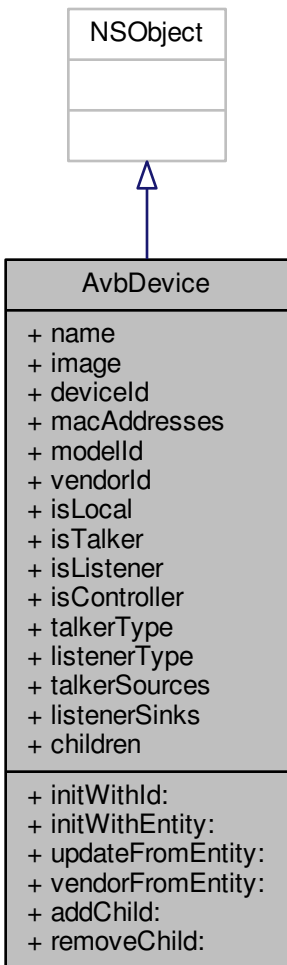 NSObject
AvbDevice
+ name
+ image
+ deviceId
+ macAddresses
+ modelId
+ vendorId
+ isLocal
+ isTalker
+ isListener
+ isController
+ talkerType
+ listenerType
+ talkerSources
+ listenerSinks
+ children
+ initWithId:
+ initWithEntity:
+ updateFromEntity:
+ vendorFromEntity:
+ addChild:
+ removeChild: